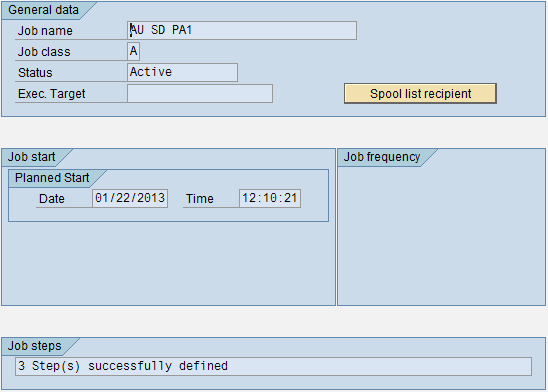 General data
Job name AU SD PA1
Job class A
Status Active
Exec. Target Spool list recipient
Job start Job frequency
Planned Start
Date 01/22/2013 Time 12:10:21
Job steps
3 Step(s) successfully defined